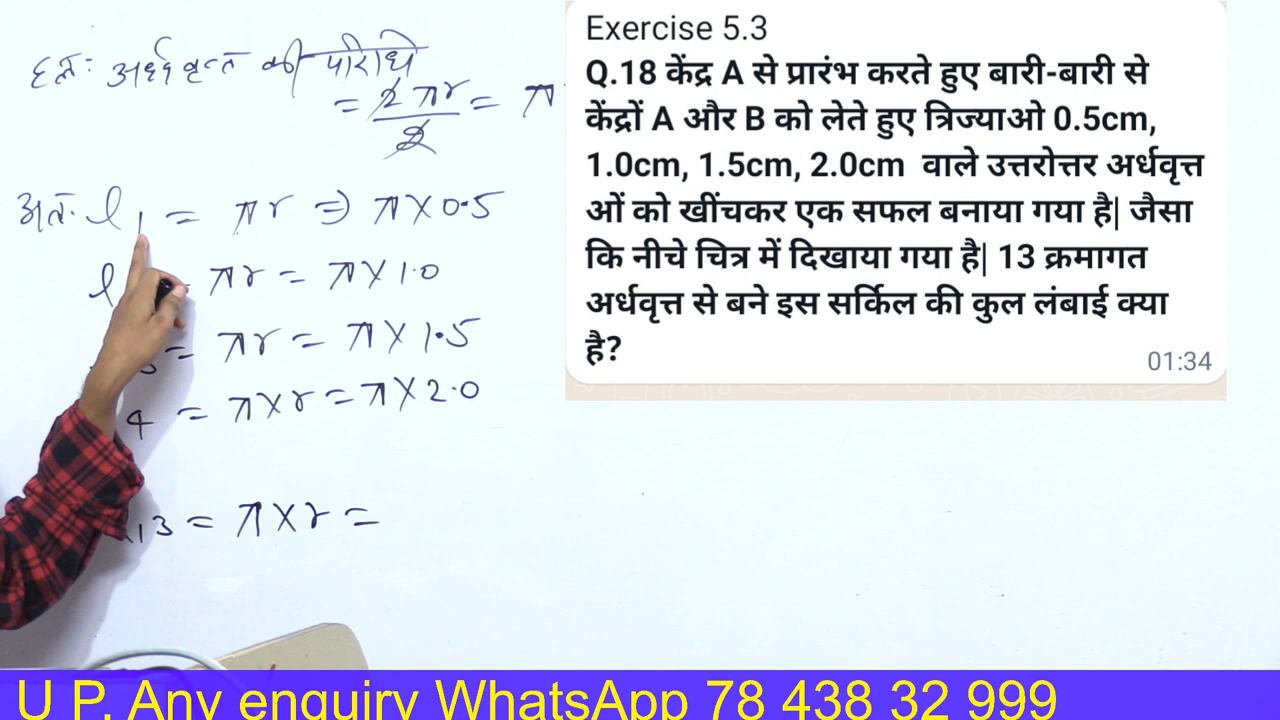 हल: अर्धवृत्त की परिधि
= 2πr/2 = π
अतः l1 = πr ⇒ π×0.5
l = πr = π×1.0
3 = πr = π×1.5
4 = π×r = π×2.0
13 = π×r =
Exercise 5.3
Q.18 केंद्र A से प्रारंभ करते हुए बारी-बारी से
केंद्रों A और B को लेते हुए त्रिज्याओ 0.5cm,
1.0cm, 1.5cm, 2.0cm वाले उत्तरोत्तर अर्धवृत्त
ओं को खींचकर एक सफल बनाया गया है| जैसा
कि नीचे चित्र में दिखाया गया है| 13 क्रमागत
अर्धवृत्त से बने इस सर्किल की कुल लंबाई क्या
है?
01:34
U P. Any enquiry WhatsApp 78 438 32 999